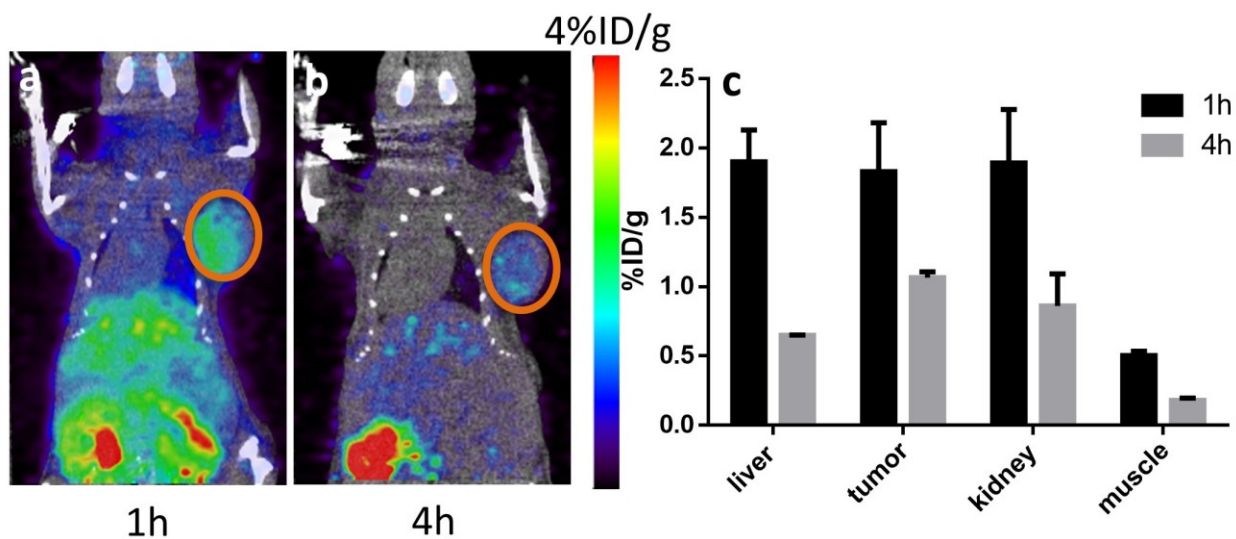 4%ID/g
a
b
1h
4h
%ID/g
c
1h
4h
2.5
2.0
1.5
1.0
0.5
0.0
liver
tumor
kidney
muscle